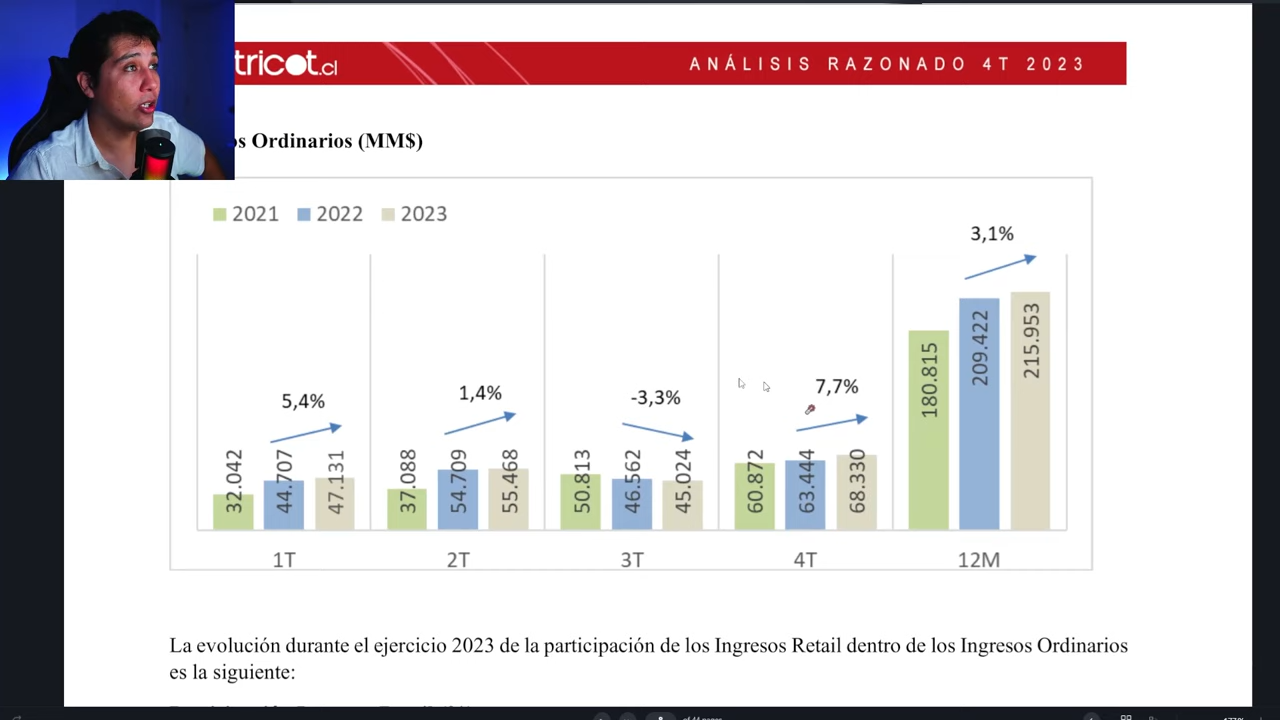 tricot.cl
ANÁLISIS RAZONADO 4T 2023
os Ordinarios (MM$)
2021 2022 2023
5,4%
1,4%
-3,3%
7,7%
3,1%
32.042 44.707 47.131
37.088 54.709 55.468
50.813 46.562 45.024
60.872 63.444 68.330
180.815 209.422 215.953
1T 2T 3T 4T 12M
La evolución durante el ejercicio 2023 de la participación de los Ingresos Retail dentro de los Ingresos Ordinarios
es la siguiente: